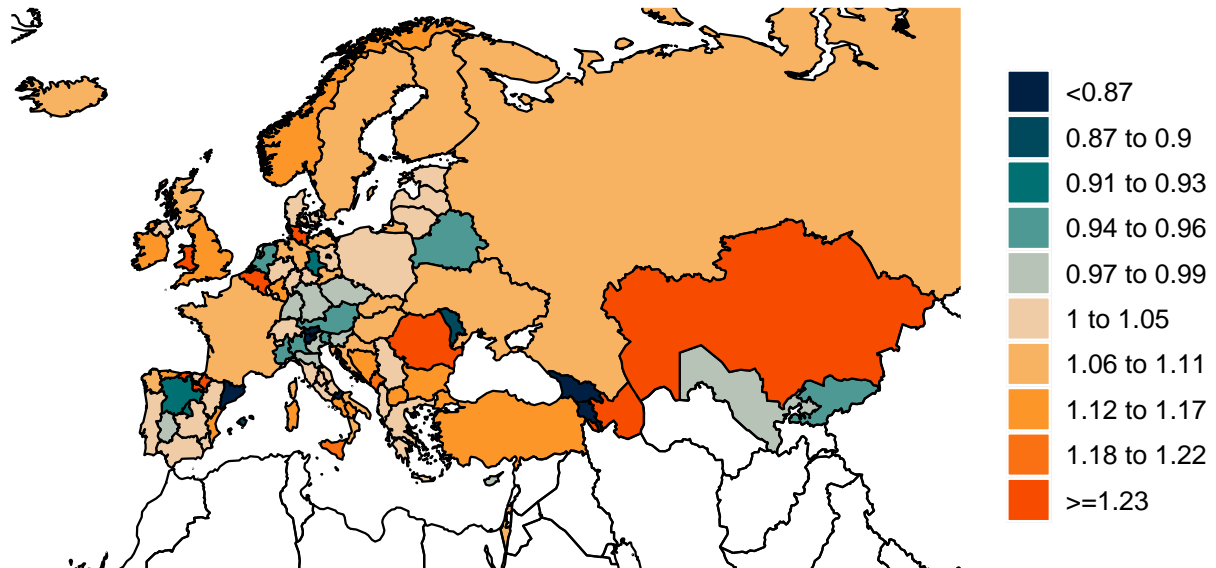 <0.87
0.87 to 0.9
0.91 to 0.93
0.94 to 0.96
0.97 to 0.99
1 to 1.05
1.06 to 1.11
1.12 to 1.17
1.18 to 1.22
>=1.23